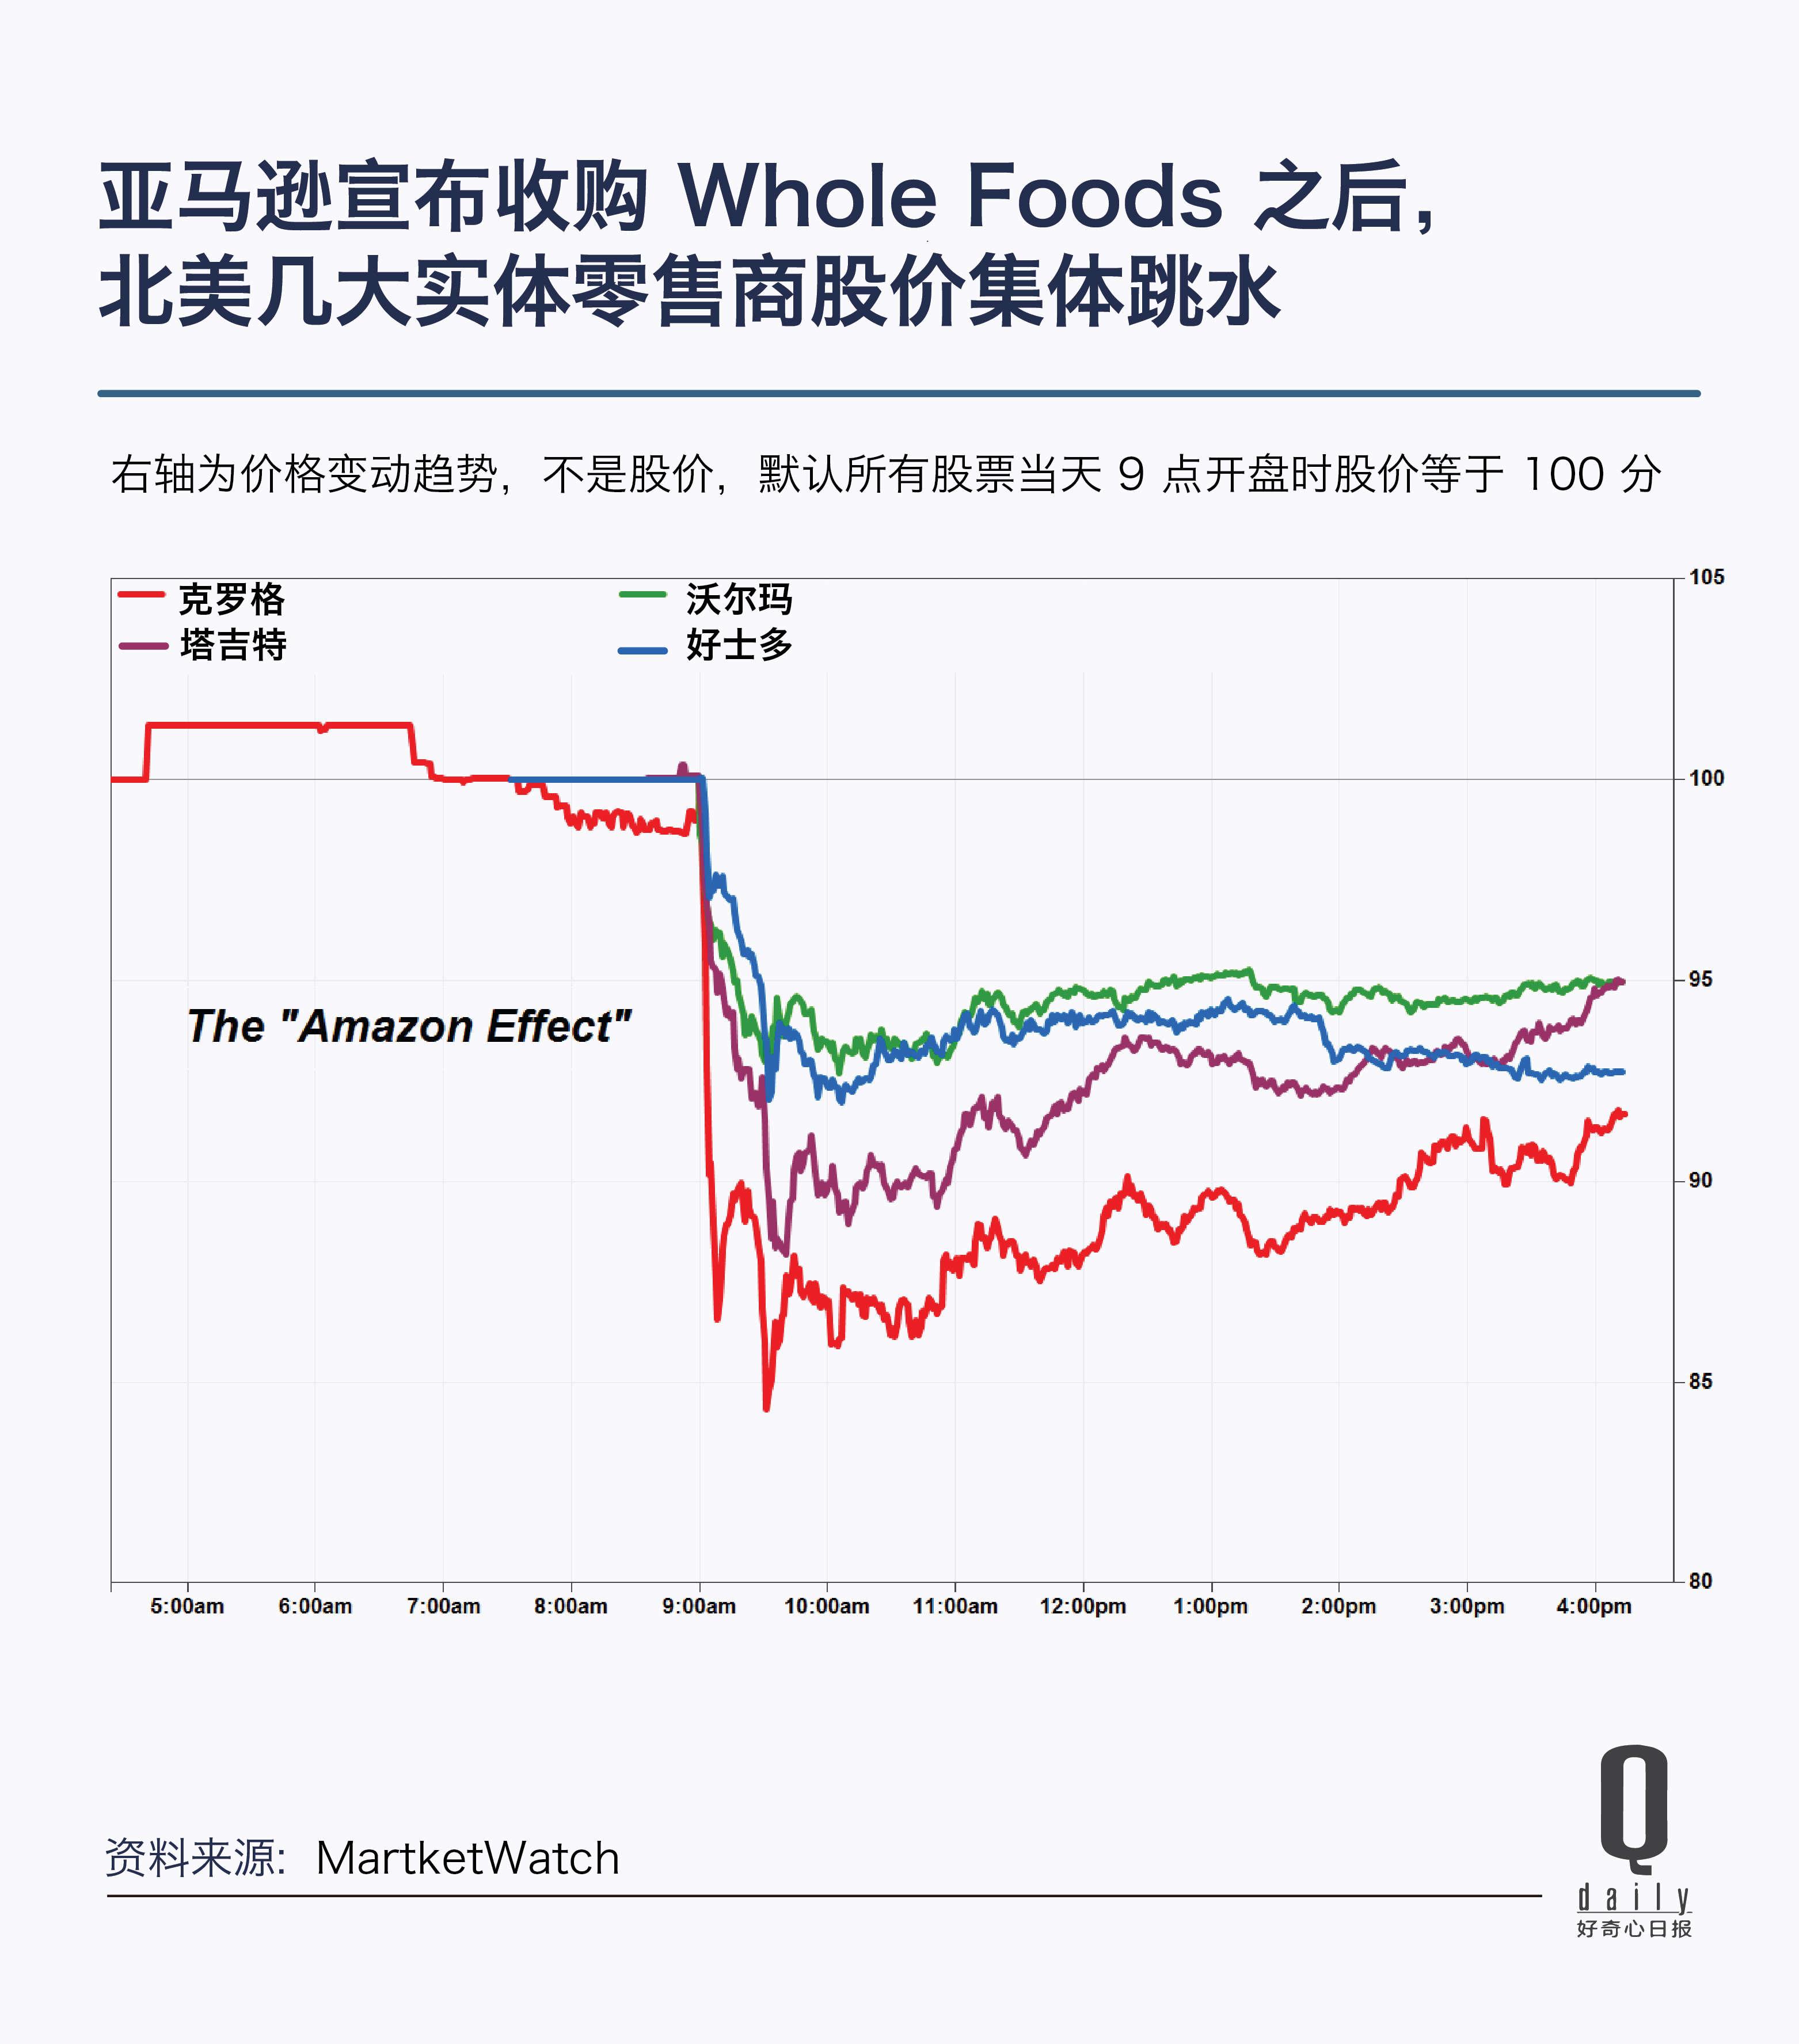 亚马逊宣布收购 Whole Foods 之后，
北美几大实体零售商股价集体跳水
右轴为价格变动趋势，不是股价，默认所有股票当天 9 点开盘时股价等于 100 分
克罗格 沃尔玛
塔吉特 好士多
105
100
95
90
85
80
The "Amazon Effect"
5:00am 6:00am 7:00am 8:00am 9:00am 10:00am 11:00am 12:00pm 1:00pm 2:00pm 3:00pm 4:00pm
资料来源：MartketWatch
Q
daily
好奇心日报